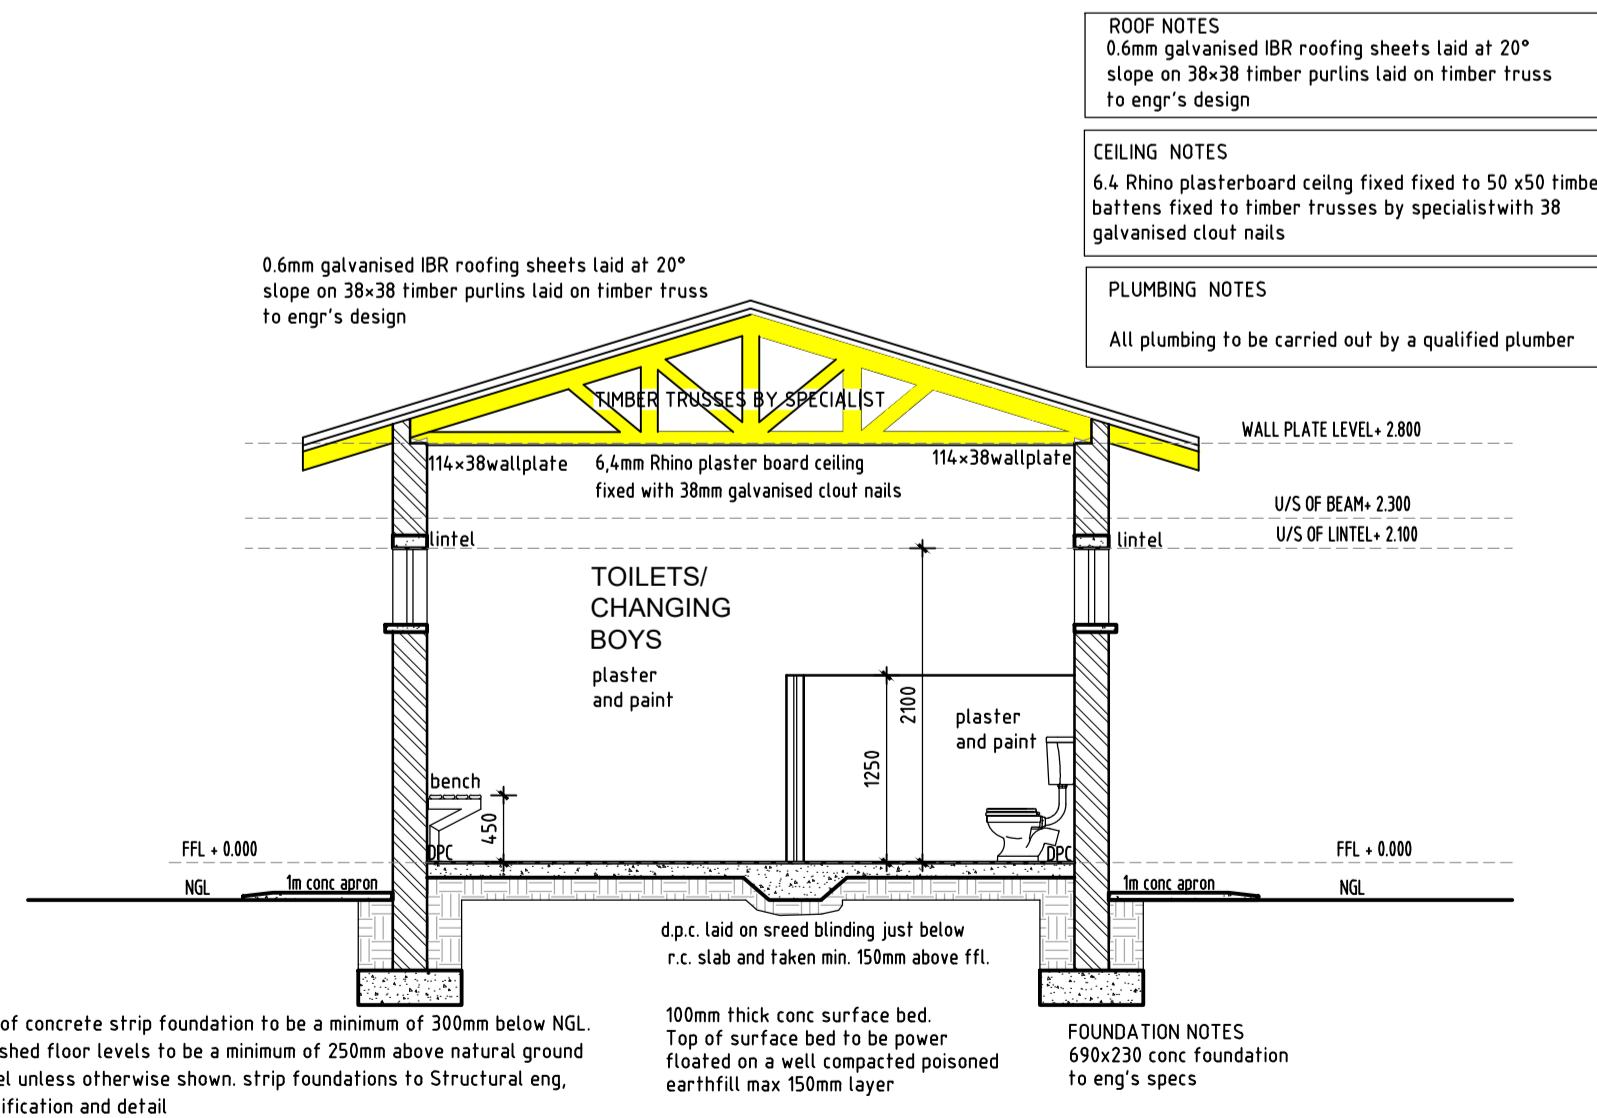 ROOF NOTES
0.6mm galvanised IBR roofing sheets laid at 20°
slope on 38×38 timber purlins laid on timber truss
to engr's design
CEILING NOTES
6.4 Rhino plasterboard ceilng fixed fixed to 50 x50 timbe
battens fixed to timber trusses by specialistwith 38
galvanised clout nails
PLUMBING NOTES
All plumbing to be carried out by a qualified plumber
0.6mm galvanised IBR roofing sheets laid at 20°
slope on 38×38 timber purlins laid on timber truss
to engr's design
TIMBER TRUSSES BY SPECIALIST
WALL PLATE LEVEL+ 2.800
114×38wallplate
6,4mm Rhino plaster board ceiling
fixed with 38mm galvanised clout nails
114×38wallplate
U/S OF BEAM+ 2.300
U/S OF LINTEL+ 2.100
lintel
lintel
TOILETS/
CHANGING
BOYS
plaster
and paint
2100
1250
plaster
and paint
bench
450
DPC
DPC
FFL + 0.000
FFL + 0.000
NGL
1m conc apron
1m conc apron
NGL
d.p.c. laid on sreed blinding just below
r.c. slab and taken min. 150mm above ffl.
of concrete strip foundation to be a minimum of 300mm below NGL.
shed floor levels to be a minimum of 250mm above natural ground
el unless otherwise shown. strip foundations to Structural eng,
ification and detail
100mm thick conc surface bed.
Top of surface bed to be power
floated on a well compacted poisoned
earthfill max 150mm layer
FOUNDATION NOTES
690x230 conc foundation
to eng's specs